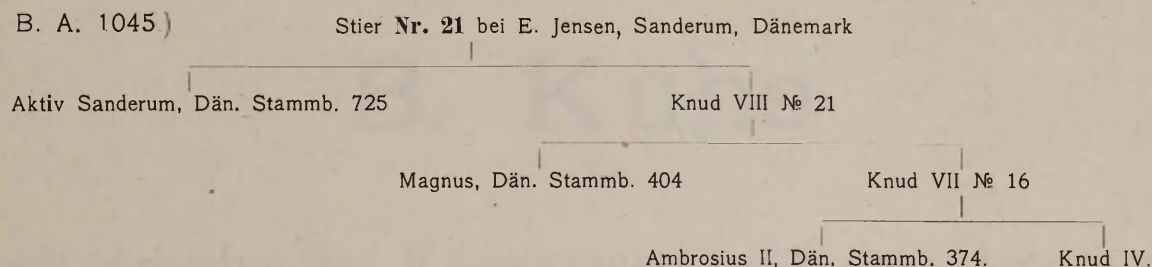 B. A. 1045)
Stier Nr. 21 bei E. Jensen, Sanderum, Dänemark
Aktiv Sanderum, Dän. Stammb. 725
Knud VIII № 21
Magnus, Dän. Stammb. 404
Knud VII № 16
Ambrosius II, Dän. Stammb. 374.
Knud IV.